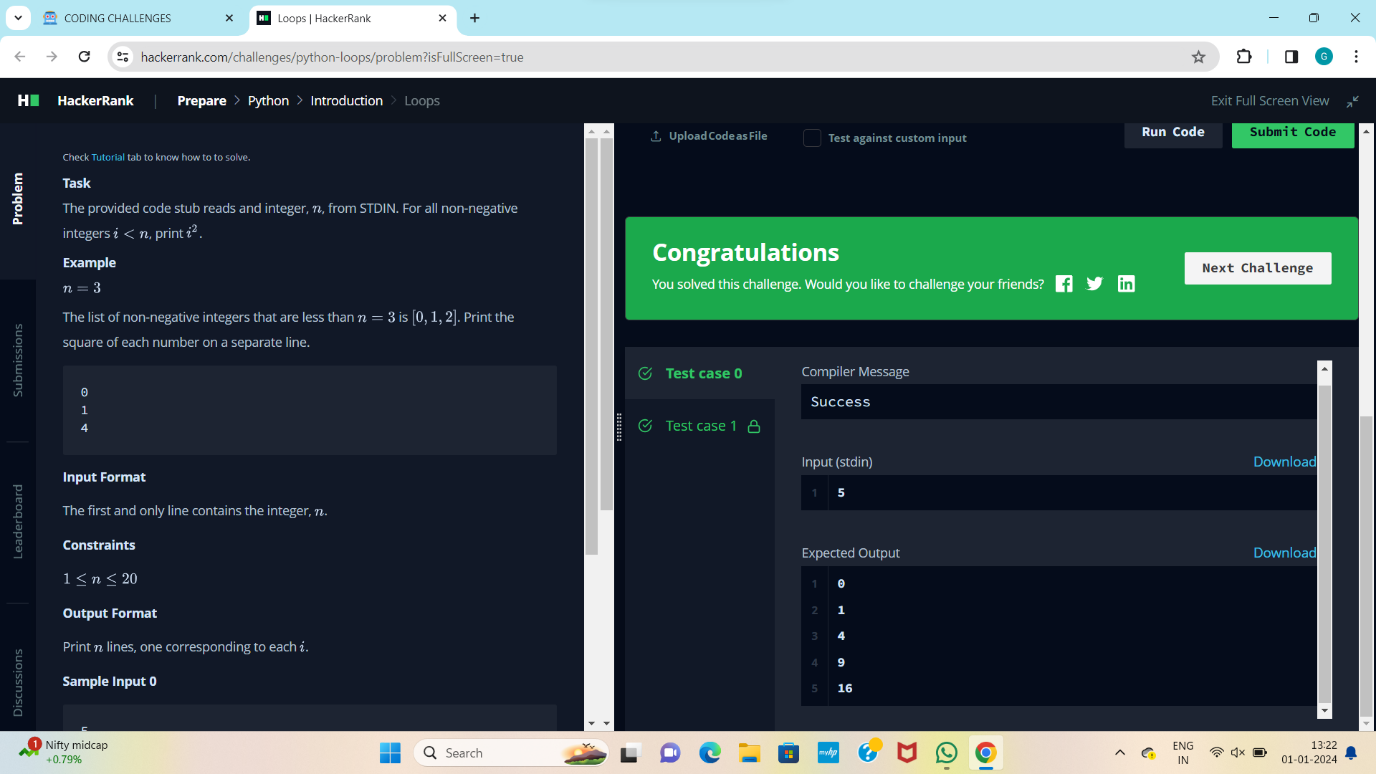 CODING CHALLENGES
Loops | HackerRank
hackerrank.com/challenges/python-loops/problem?isFullScreen=true
G
H
HackerRank | Prepare > Python > Introduction > Loops
Exit Full Screen View
Problem
Submissions
Leaderboard
Discussions
Check Tutorial tab to know how to to solve.
Task
The provided code stub reads and integer, n, from STDIN. For all non-negative
integers i < n, print i².
Example
n = 3
The list of non-negative integers that are less than n = 3 is [0, 1, 2]. Print the
square of each number on a separate line.
0
1
4
Input Format
The first and only line contains the integer, n.
Constraints
1 ≤ n ≤ 20
Output Format
Print n lines, one corresponding to each i.
Sample Input 0
Upload Code as File
Test against custom input
Run Code
Submit Code
Congratulations
You solved this challenge. Would you like to challenge your friends?
Next Challenge
Test case 0
Test case 1
Compiler Message
Success
Input (stdin)
Download
1 5
Expected Output
Download
1 0
2 1
3 4
4 9
5 16
1
Nifty midcap
+0.79%
Search
myhp
ENG
IN
13:22
01-01-2024